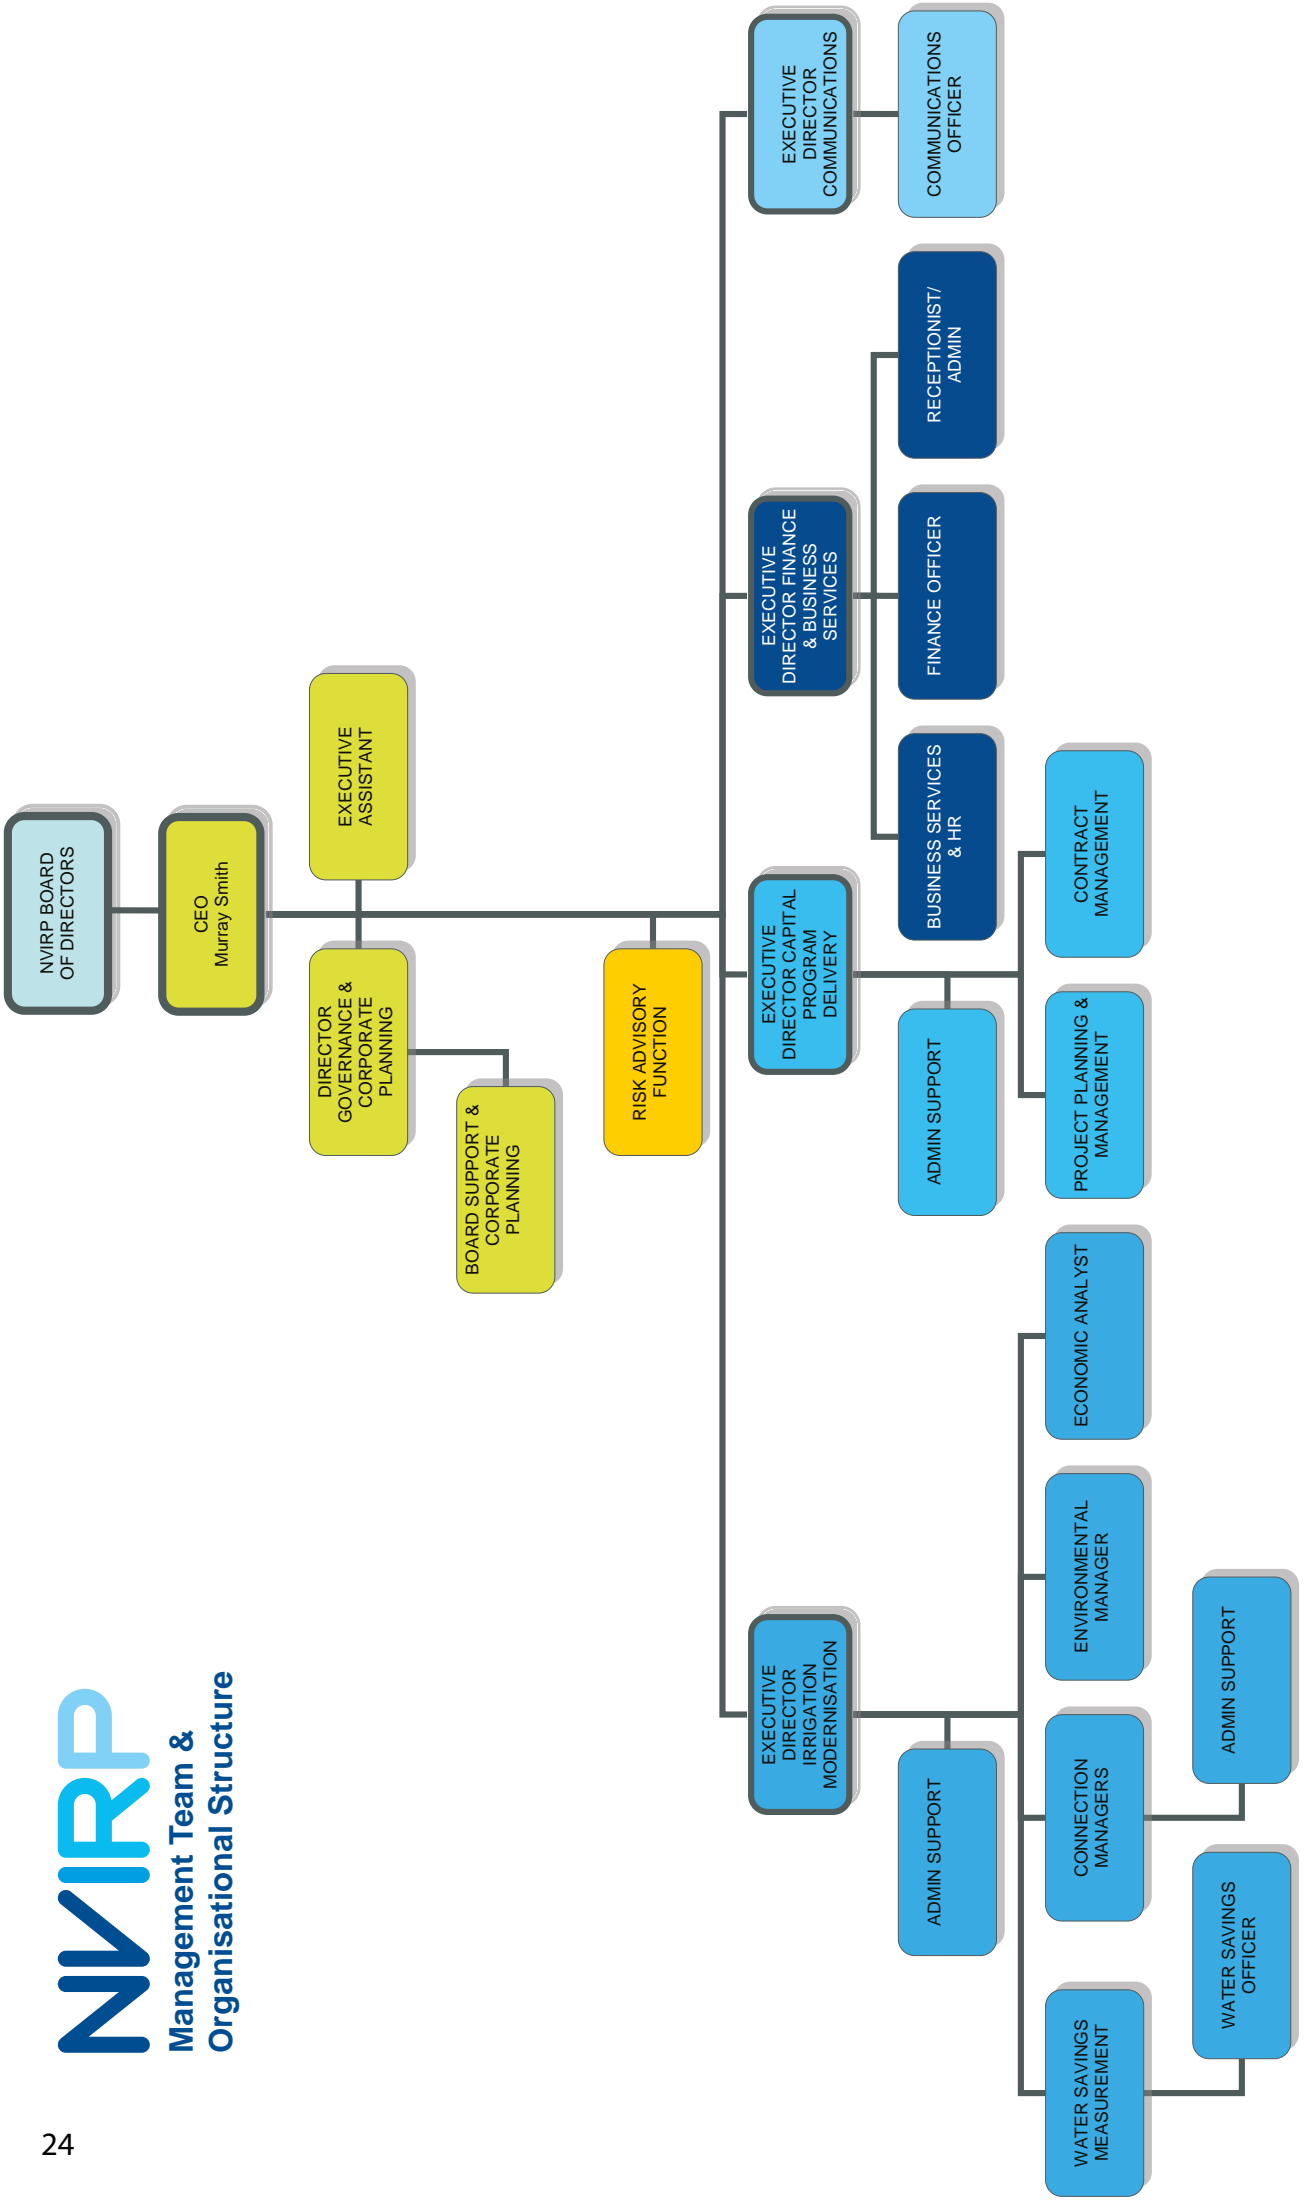 NVIRP
Management Team &
Organisational Structure
NVIRP BOARD
OF DIRECTORS
CEO
Murray Smith
DIRECTOR
GOVERNANCE &
CORPORATE
PLANNING
EXECUTIVE
ASSISTANT
BOARD SUPPORT &
CORPORATE
PLANNING
RISK ADVISORY
FUNCTION
EXECUTIVE
DIRECTOR
IRRIGATION
MODERNISATION
EXECUTIVE
DIRECTOR CAPITAL
PROGRAM
DELIVERY
EXECUTIVE
DIRECTOR FINANCE
& BUSINESS
SERVICES
EXECUTIVE
DIRECTOR
COMMUNICATIONS
ADMIN SUPPORT
ADMIN SUPPORT
BUSINESS SERVICES
& HR
FINANCE OFFICER
RECEPTIONIST/
ADMIN
COMMUNICATIONS
OFFICER
WATER SAVINGS
MEASUREMENT
CONNECTION
MANAGERS
ENVIRONMENTAL
MANAGER
ECONOMIC ANALYST
PROJECT PLANNING &
MANAGEMENT
CONTRACT
MANAGEMENT
WATER SAVINGS
OFFICER
ADMIN SUPPORT
24